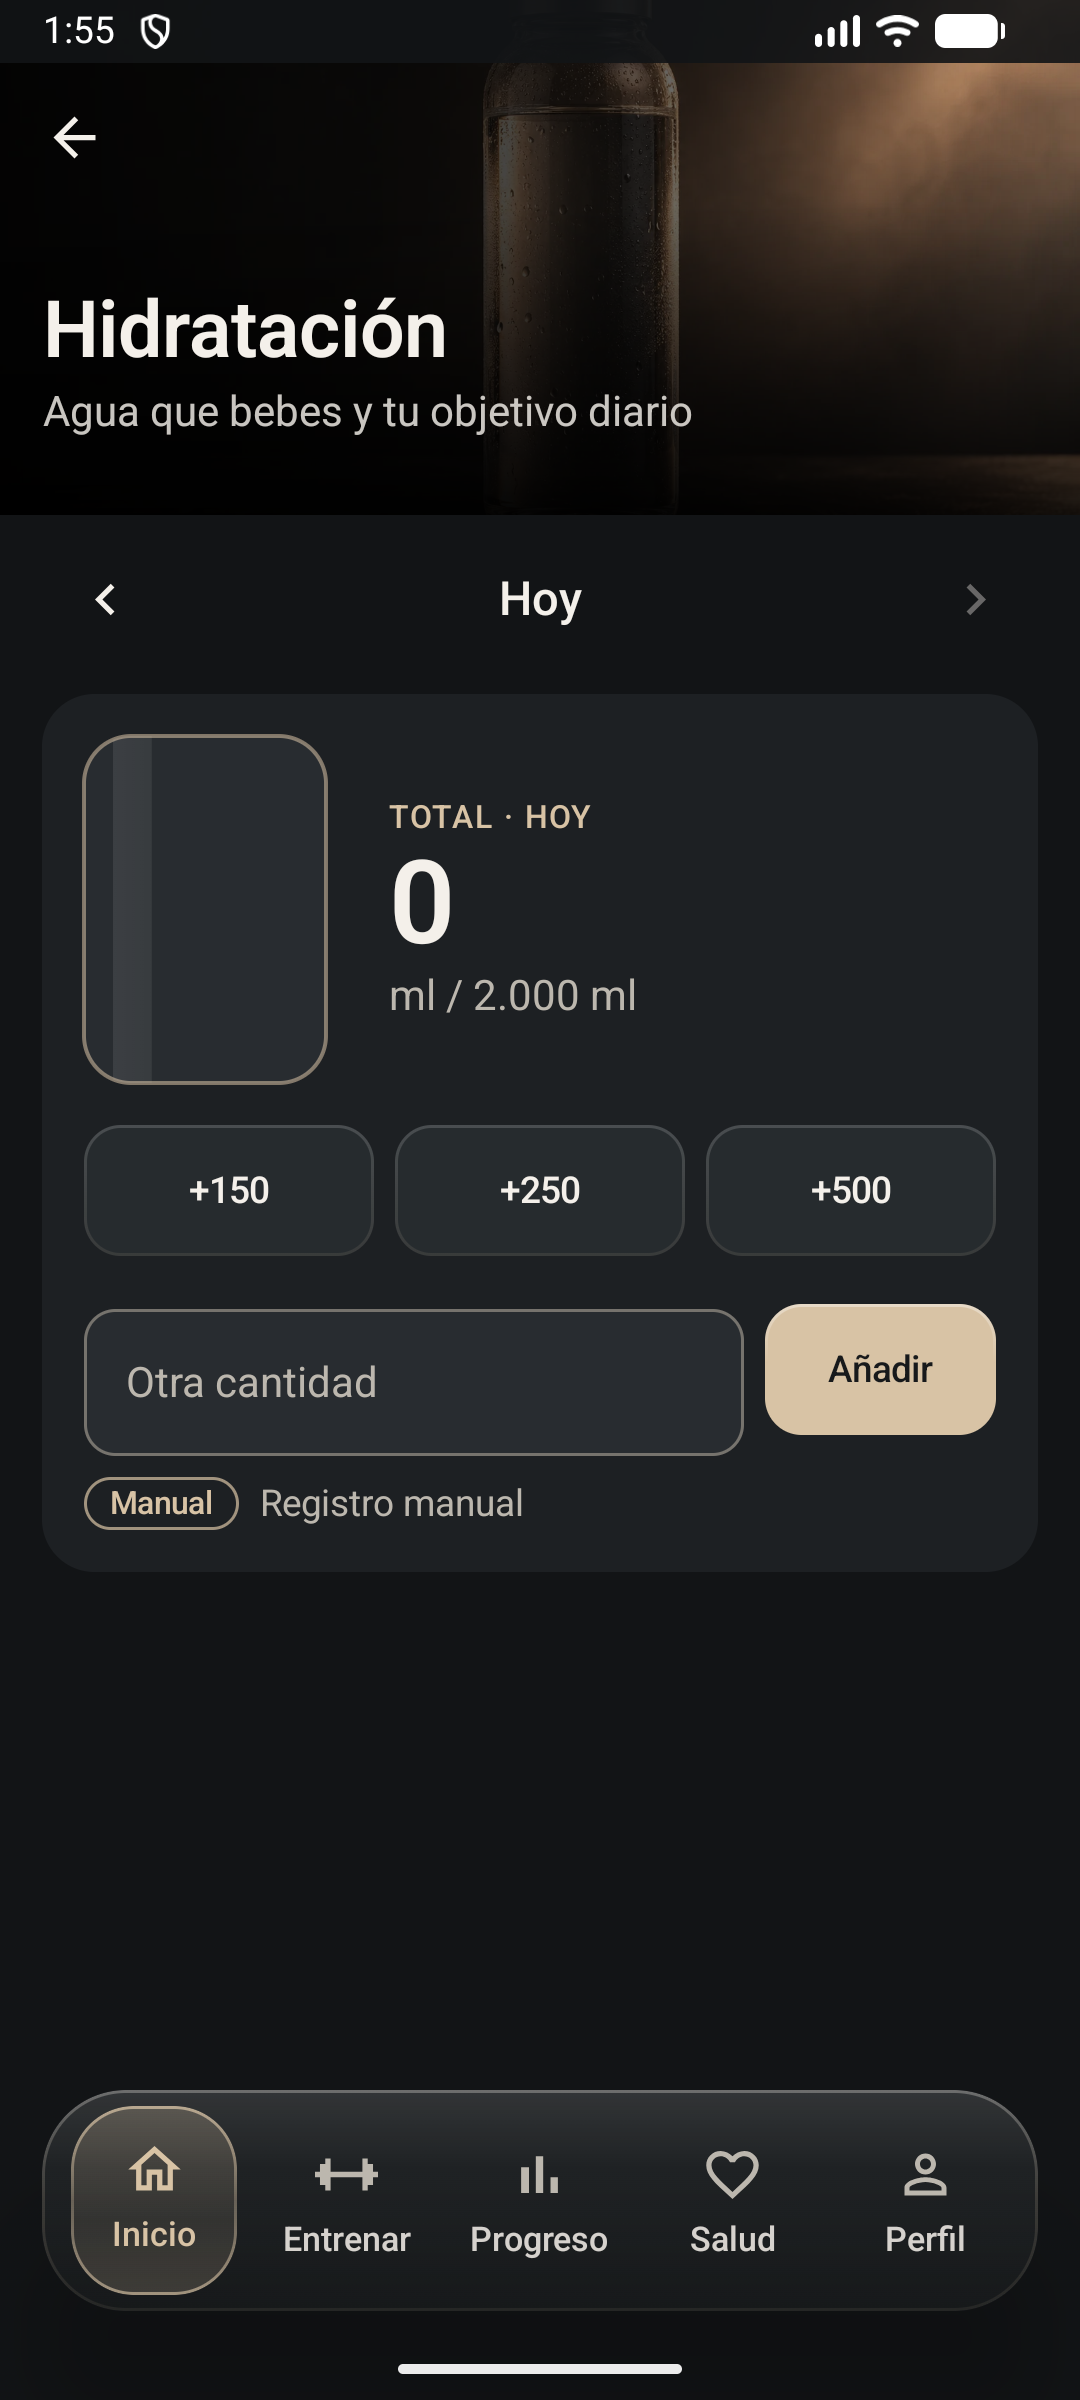 1:55
Hidratación
Agua que bebes y tu objetivo diario
Hoy
TOTAL · HOY
0
ml / 2.000 ml
+150 +250 +500
Otra cantidad Añadir
Manual Registro manual
Inicio Entrenar Progreso Salud Perfil